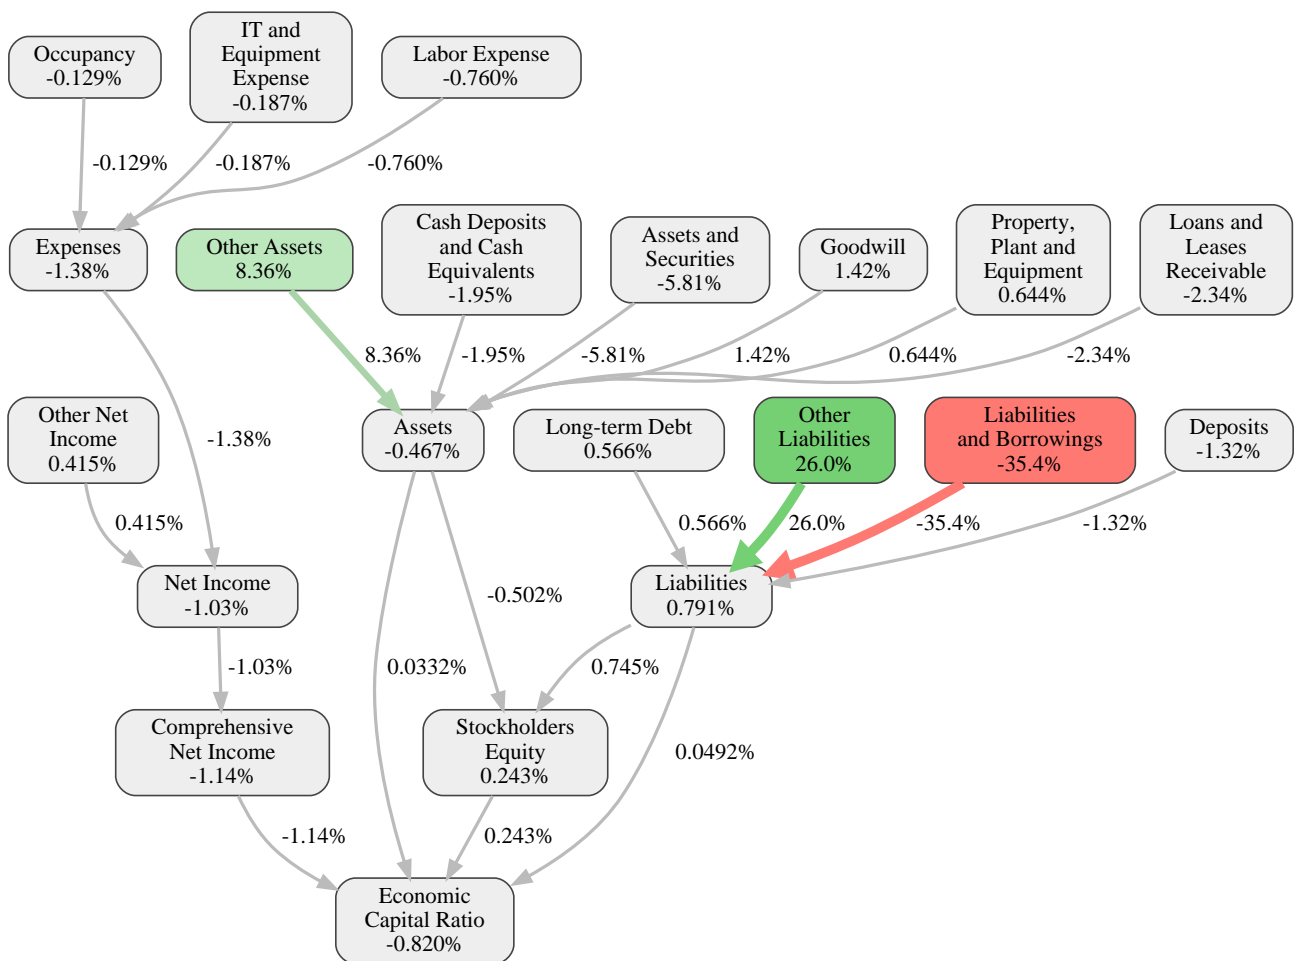 Occupancy
-0.129%
IT and
Equipment
Expense
-0.187%
Labor Expense
-0.760%
-0.129%
-0.187%
-0.760%
Expenses
-1.38%
Other Assets
8.36%
Cash Deposits
and Cash
Equivalents
-1.95%
Assets and
Securities
-5.81%
Goodwill
1.42%
Property,
Plant and
Equipment
0.644%
Loans and
Leases
Receivable
-2.34%
8.36%
-1.95%
-5.81%
1.42%
0.644%
-2.34%
Other Net
Income
0.415%
-1.38%
Assets
-0.467%
Long-term Debt
0.566%
Other
Liabilities
26.0%
Liabilities
and Borrowings
-35.4%
Deposits
-1.32%
0.415%
0.566%
26.0%
-35.4%
-1.32%
Net Income
-1.03%
-0.502%
Liabilities
0.791%
-1.03%
0.0332%
0.745%
Comprehensive
Net Income
-1.14%
Stockholders
Equity
0.243%
0.0492%
-1.14%
0.243%
Economic
Capital Ratio
-0.820%